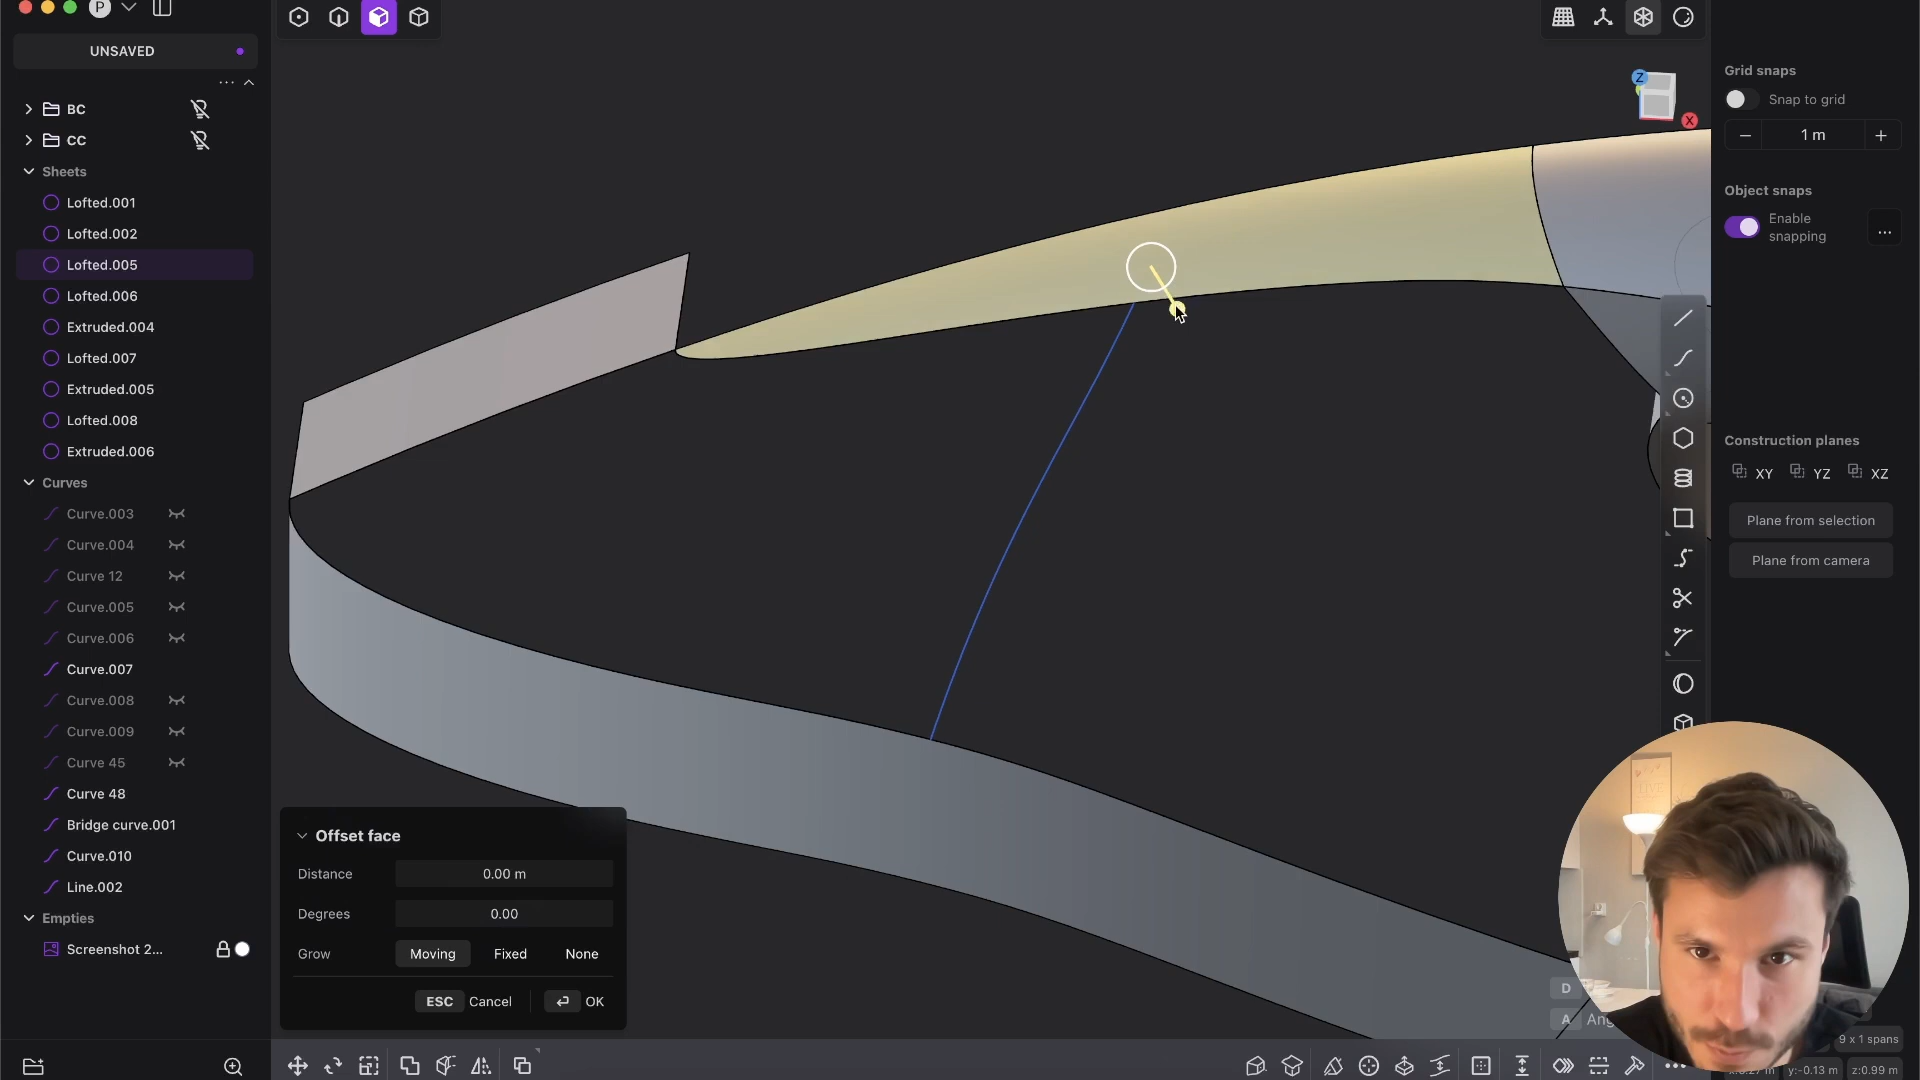 P
UNSAVED
BC
CC
Sheets
Lofted.001
Lofted.002
Lofted.005
Lofted.006
Extruded.004
Lofted.007
Extruded.005
Lofted.008
Extruded.006
Curves
Curve.003
Curve.004
Curve 12
Curve.005
Curve.006
Curve.007
Curve.008
Curve.009
Curve 45
Curve 48
Bridge curve.001
Curve.010
Line.002
Empties
Screenshot 2...
Offset face
Distance 0.00 m
Degrees 0.00
Grow Moving Fixed None
ESC Cancel OK
Z
X
Grid snaps
Snap to grid
1 m
Object snaps
Enable
snapping
...
Construction planes
XY YZ XZ
Plane from selection
Plane from camera
D
A
9 x 1 spans
y:-0.13 m z:0.99 m